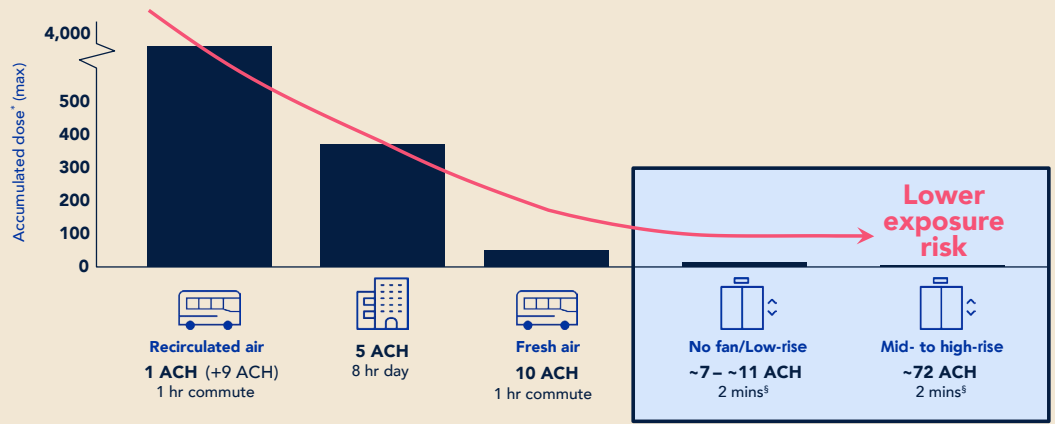 Accumulated dose* (max)
4,000
500
400
300
200
100
0
Lower
exposure
risk
Recirculated air
1 ACH (+9 ACH)
1 hr commute
5 ACH
8 hr day
Fresh air
10 ACH
1 hr commute
No fan/Low-rise
~7– ~11 ACH
2 mins§
Mid- to high-rise
~72 ACH
2 mins§